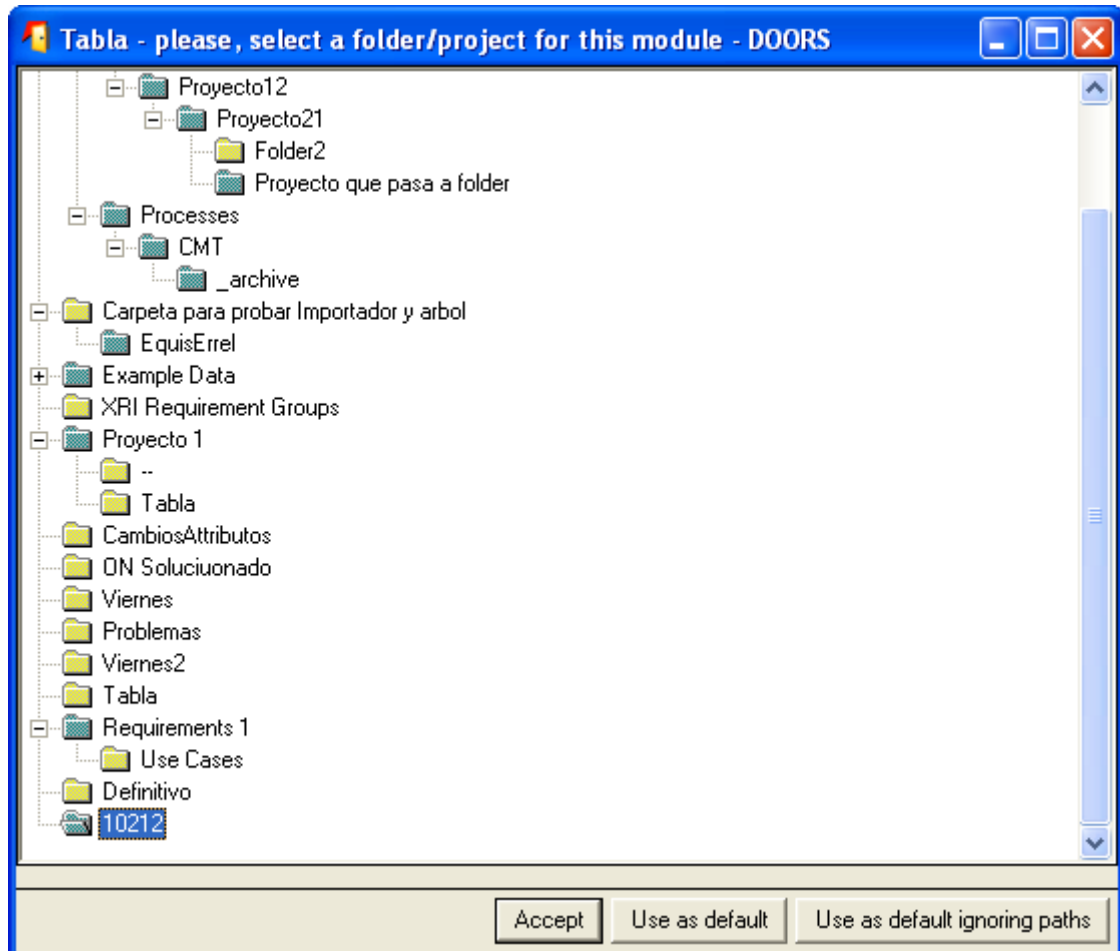 Tabla - please, select a folder/project for this module - DOORS
Proyecto12
Proyecto21
Folder2
Proyecto que pasa a folder
Processes
CMT
_archive
Carpeta para probar Importador y arbol
EquisErrel
Example Data
XRI Requirement Groups
Proyecto 1
--
Tabla
CambiosAttributos
ON Soluciuonado
Viernes
Problemas
Viernes2
Tabla
Requirements 1
Use Cases
Definitivo
10212
Accept Use as default Use as default ignoring paths